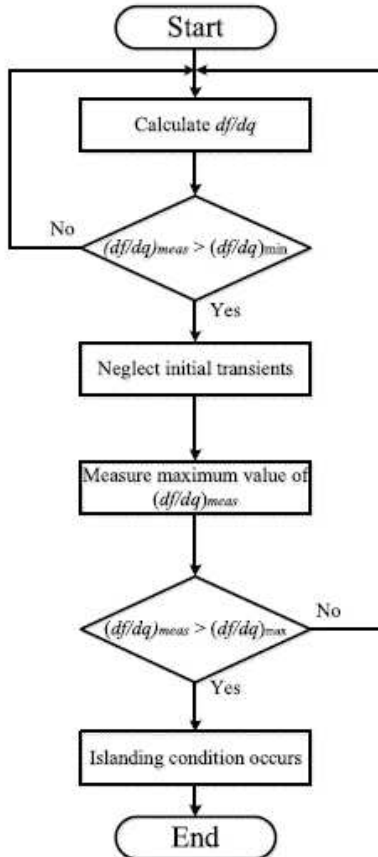 Start
Calculate df/dq
No
(df/dq)meas > (df/dq)min
Yes
Neglect initial transients
Measure maximum value of
(df/dq)meas
(df/dq)meas > (df/dq)max
No
Yes
Islanding condition occurs
End